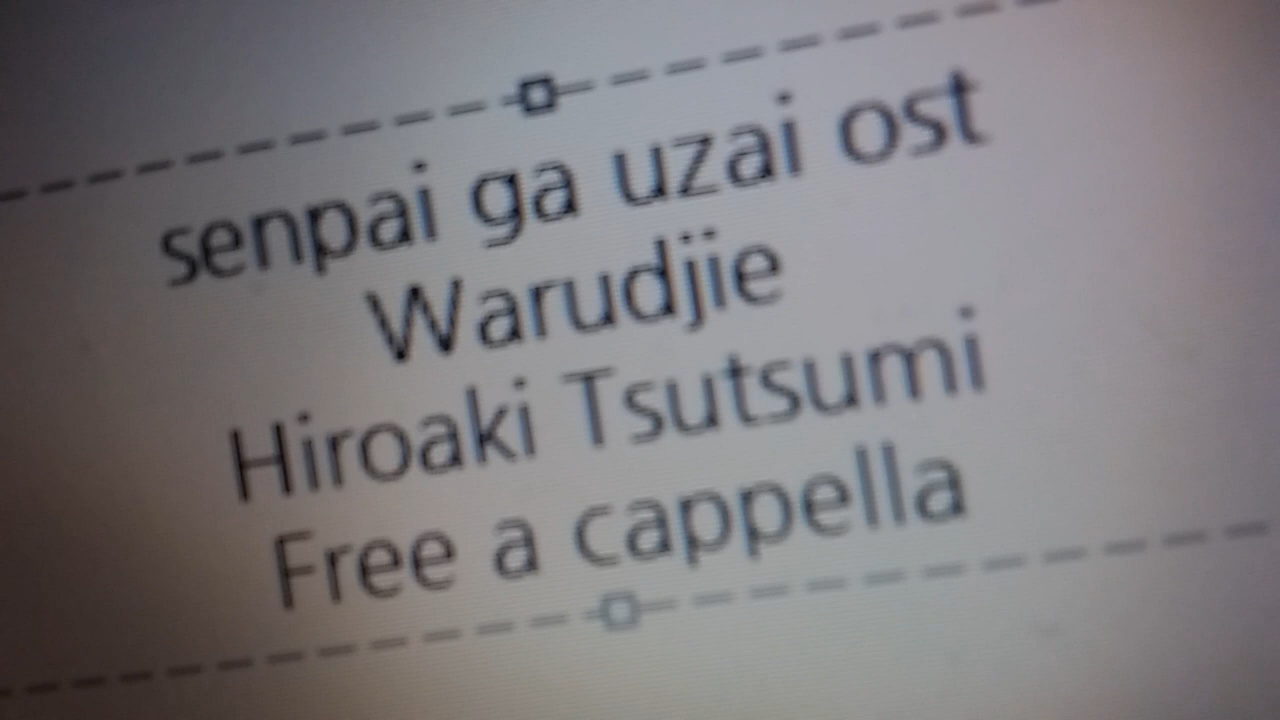 senpai ga uzai ost
Warudjie
Hiroaki Tsutsumi
Free a cappella